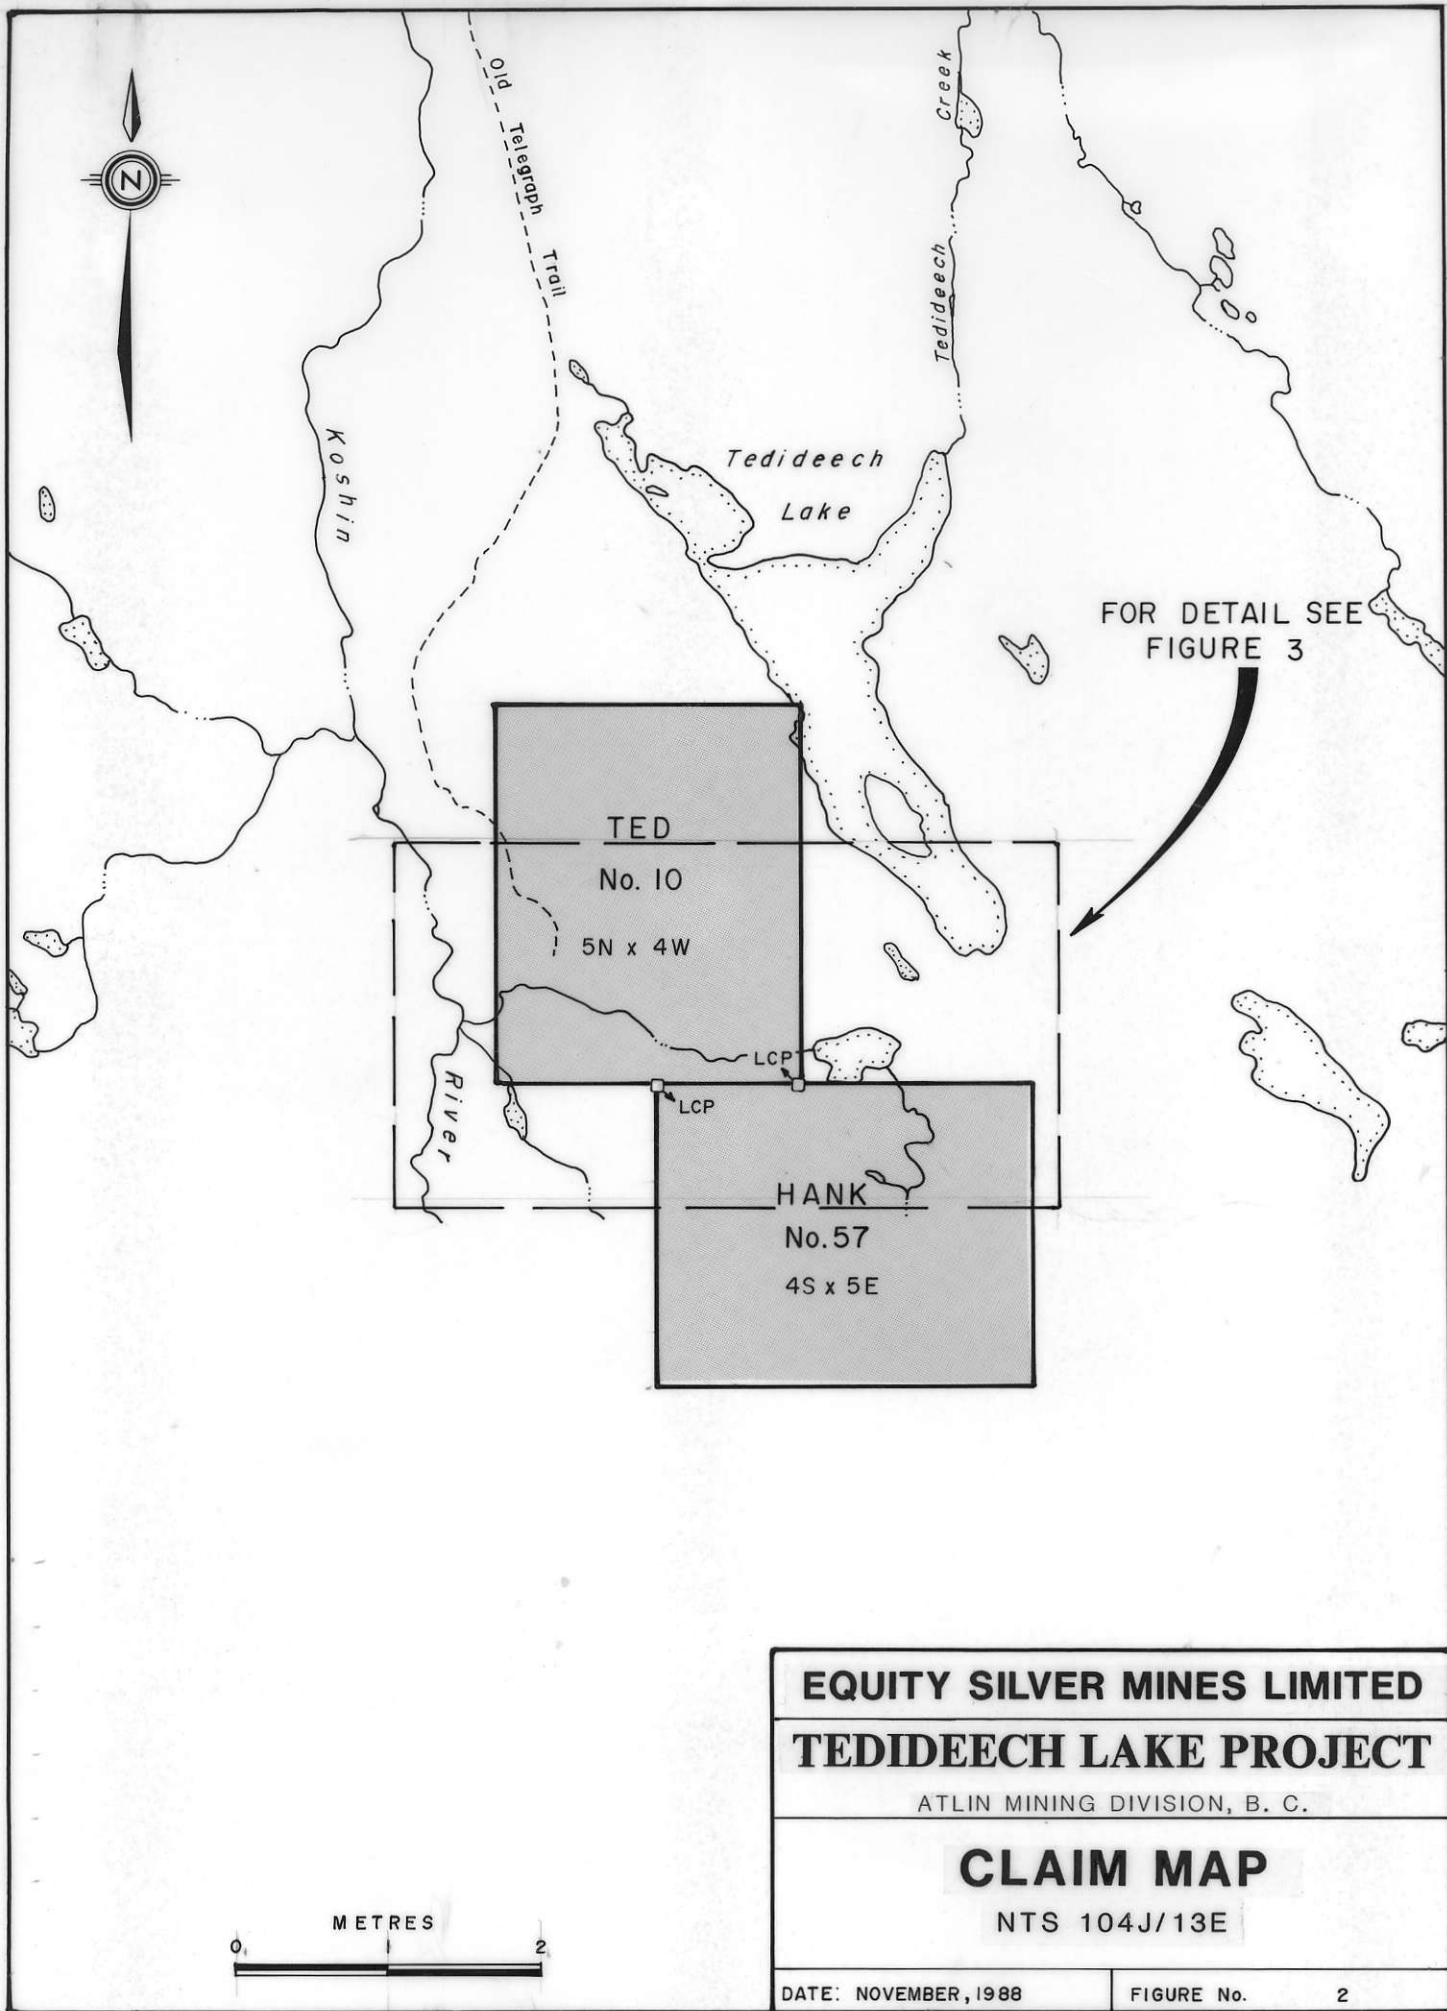 Old Telegraph Trail
Tedideech Creek
N
Koshin
Tedideech
Lake
FOR DETAIL SEE
FIGURE 3
TED
No. 10
5N x 4W
LCP
LCP
River
HANK
No. 57
4S x 5E
EQUITY SILVER MINES LIMITED
TEDIDEECH LAKE PROJECT
ATLIN MINING DIVISION, B. C.
CLAIM MAP
NTS 104J/13E
METRES
0 1 2
DATE: NOVEMBER, 1988 FIGURE No. 2